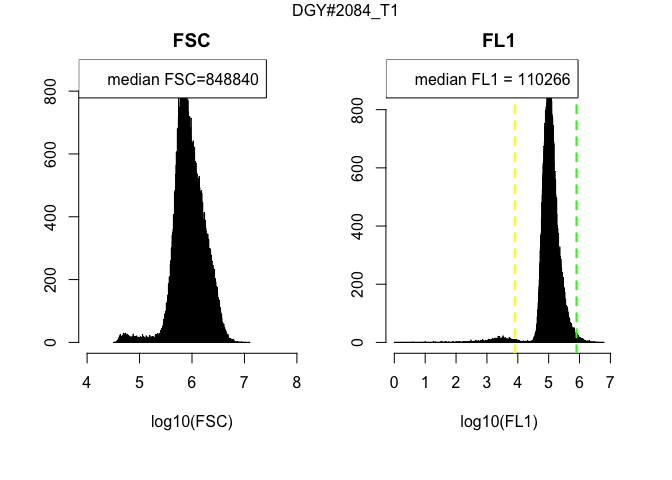 DGY#2084_T1
FSC
median FSC=848840
800
600
400
200
0
4 5 6 7 8
log10(FSC)
FL1
median FL1 = 110266
800
600
400
200
0
0 1 2 3 4 5 6 7
log10(FL1)